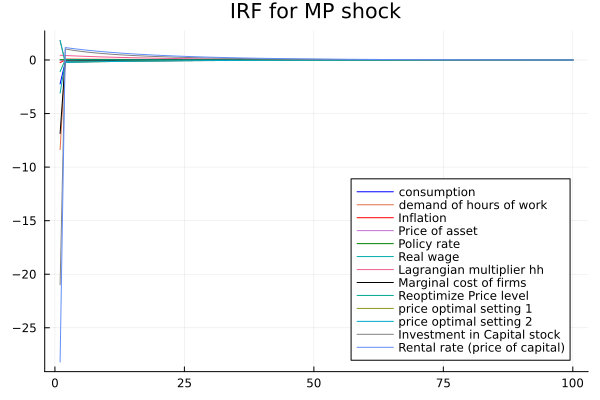 IRF for MP shock
0
−5
−10
−15
−20
−25
consumption
demand of hours of work
Inflation
Price of asset
Policy rate
Real wage
Lagrangian multiplier hh
Marginal cost of firms
Reoptimize Price level
price optimal setting 1
price optimal setting 2
Investment in Capital stock
Rental rate (price of capital)
0 25 50 75 100